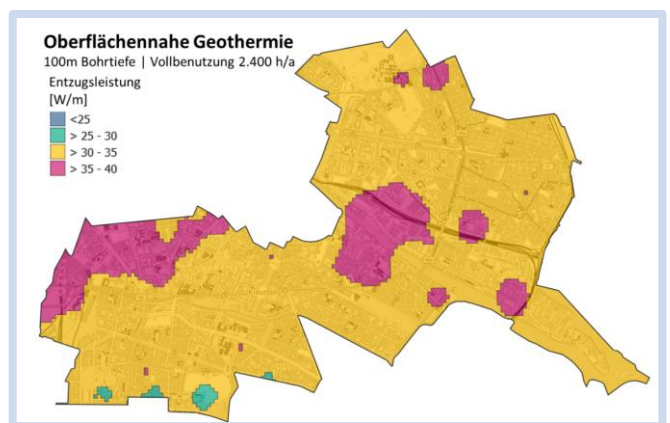 Oberflächennahe Geothermie
100m Bohrtiefe | Vollbenutzung 2.400 h/a
Entzugsleistung
[W/m]
<25
> 25 - 30
> 30 - 35
> 35 - 40